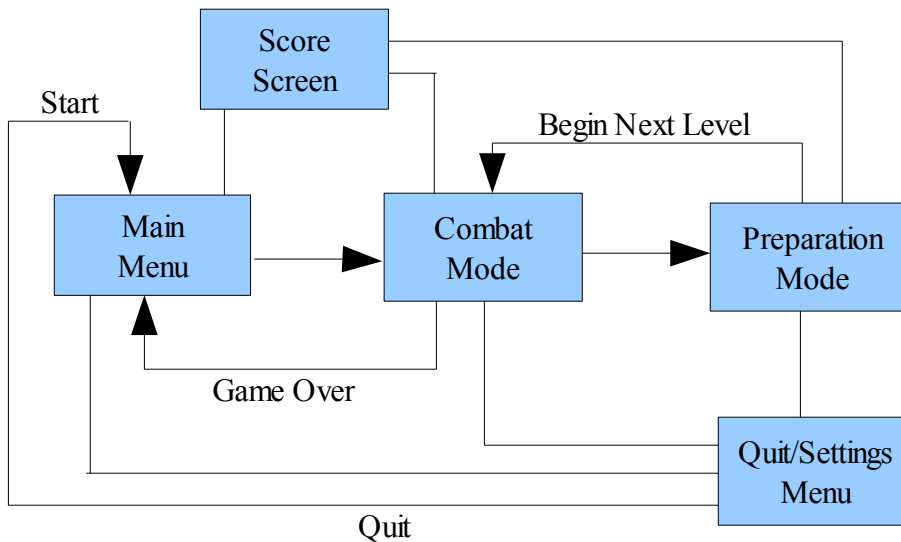 Score
Screen
Start
Begin Next Level
Main
Menu
Combat
Mode
Preparation
Mode
Game Over
Quit/Settings
Menu
Quit